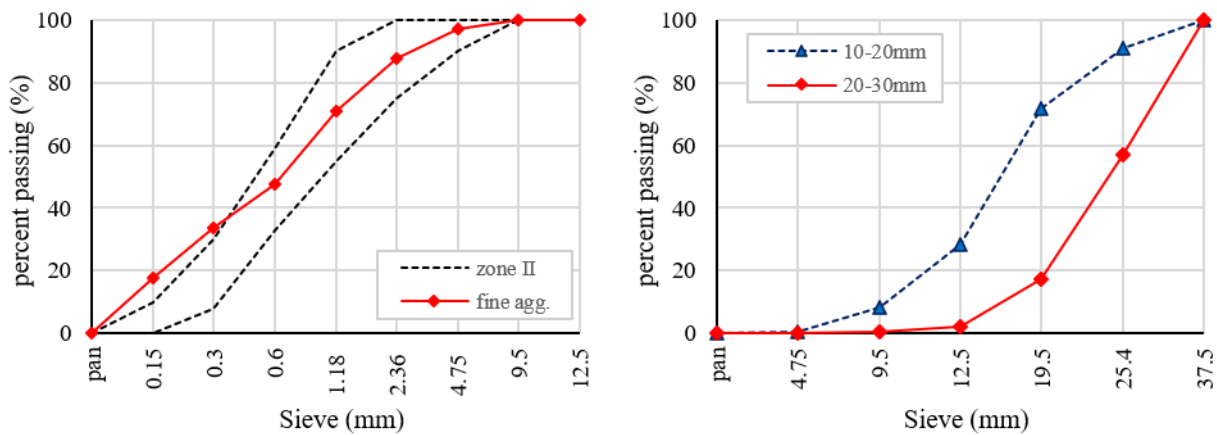 percent passing (%)
100
80
60
40
20
0
pan
0.15
0.3
0.6
1.18
2.36
4.75
9.5
12.5
Sieve (mm)
zone II
fine agg.
percent passing (%)
100
80
60
40
20
0
pan
4.75
9.5
12.5
19.5
25.4
37.5
Sieve (mm)
10-20mm
20-30mm